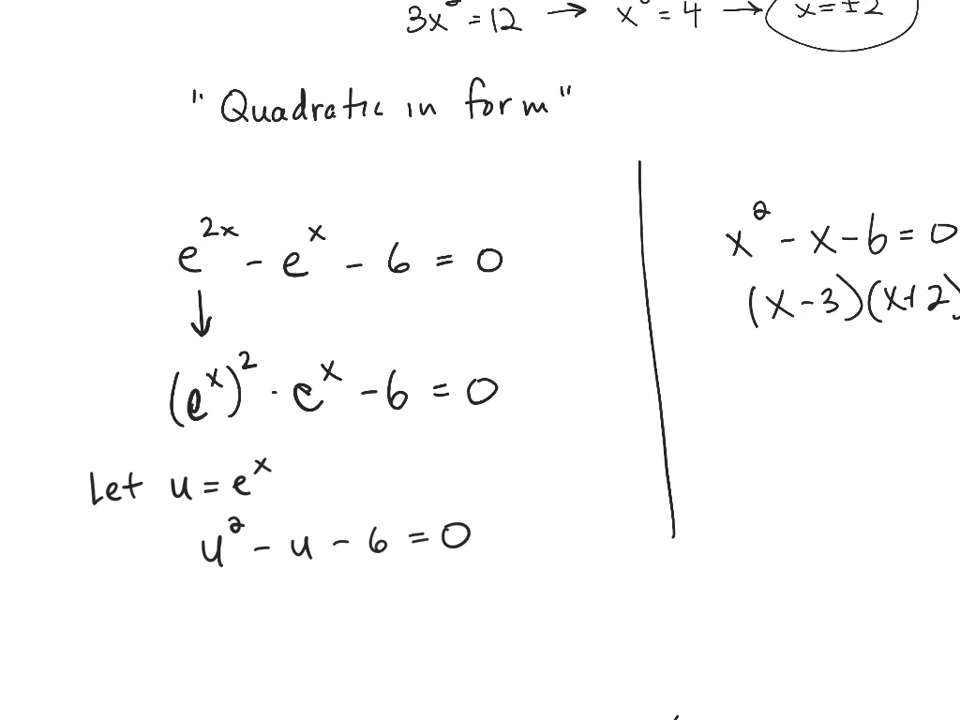 3x² = 12 → x² = 4 → x = ±2
"Quadratic in form"
e^{2x} - e^x - 6 = 0
↓
(e^x)² - e^x - 6 = 0
Let u = e^x
u² - u - 6 = 0
x² - x - 6 = 0
(x - 3)(x + 2)